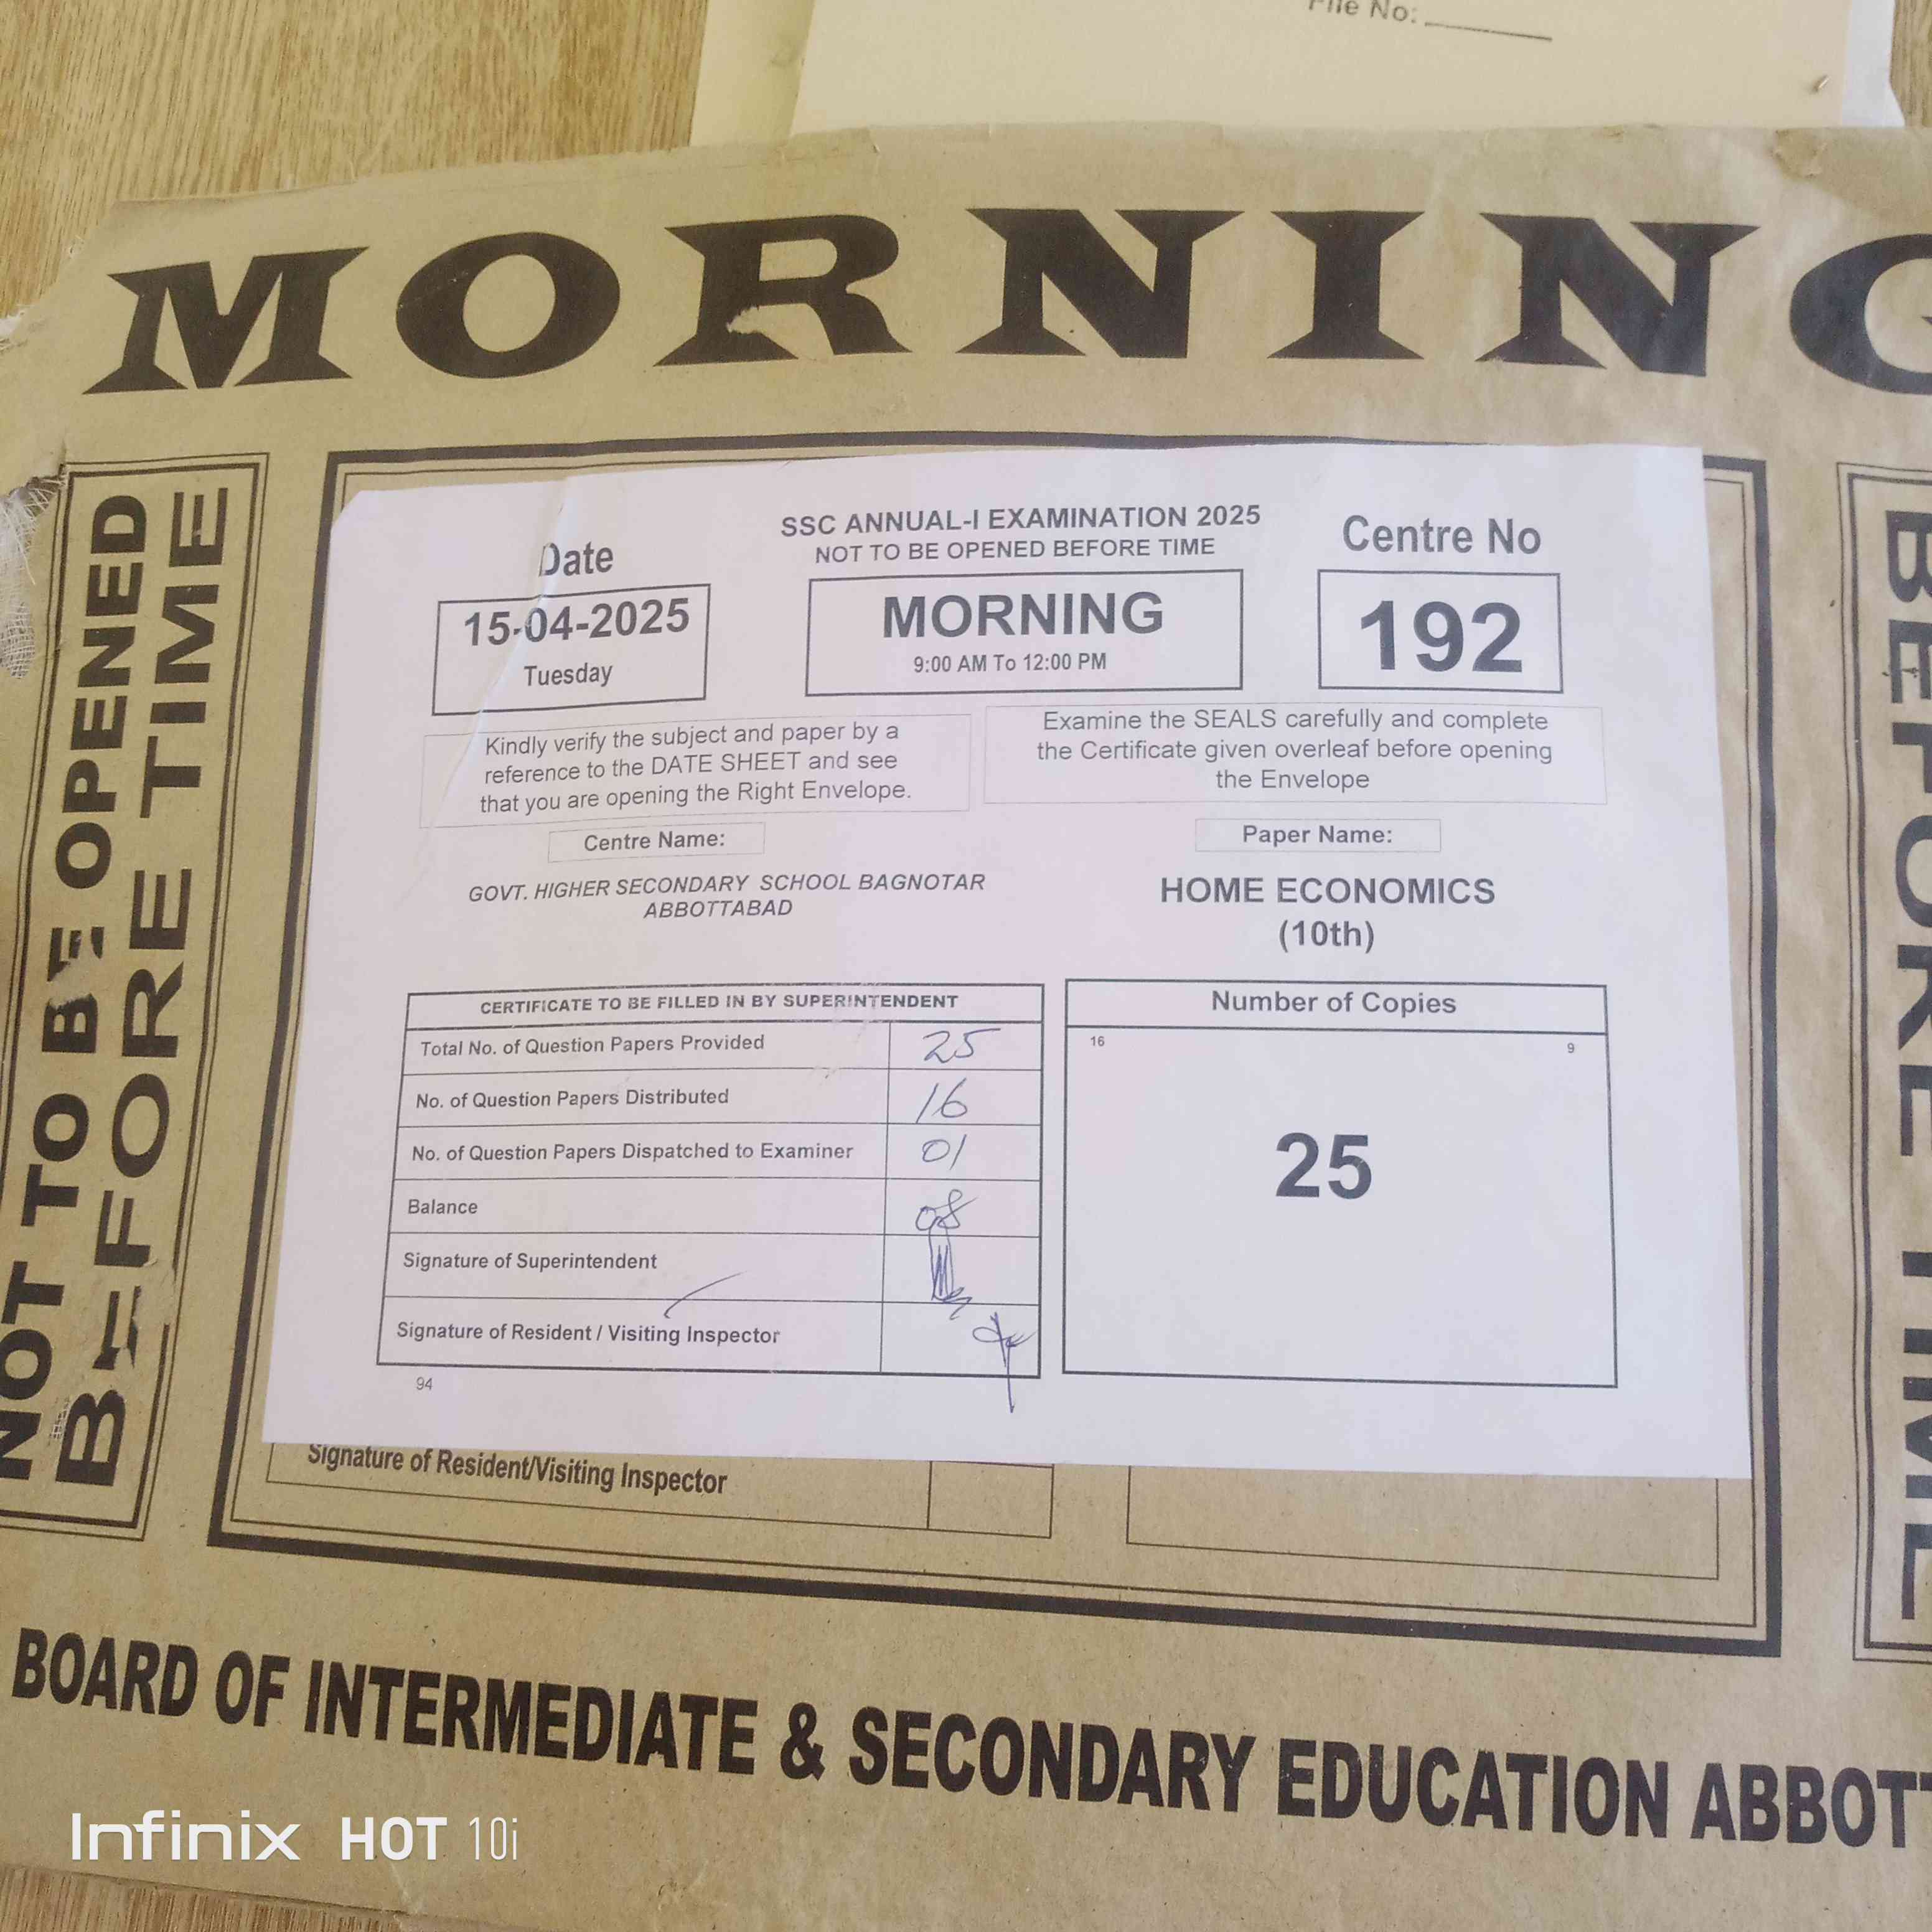 File No:
MORNING
NOT TO BE OPENED
BEFORE TIME
BEFORE TIME
SSC ANNUAL-I EXAMINATION 2025
NOT TO BE OPENED BEFORE TIME
Date
15-04-2025
Tuesday
MORNING
9:00 AM To 12:00 PM
Centre No
192
Kindly verify the subject and paper by a
reference to the DATE SHEET and see
that you are opening the Right Envelope.
Examine the SEALS carefully and complete
the Certificate given overleaf before opening
the Envelope
Centre Name:
GOVT. HIGHER SECONDARY SCHOOL BAGNOTAR
ABBOTTABAD
Paper Name:
HOME ECONOMICS
(10th)
CERTIFICATE TO BE FILLED IN BY SUPERINTENDENT
Total No. of Question Papers Provided 25
No. of Question Papers Distributed 16
No. of Question Papers Dispatched to Examiner 01
Balance 08
Signature of Superintendent
Signature of Resident / Visiting Inspector
94
Number of Copies
16 9
25
Signature of Resident/Visiting Inspector
BOARD OF INTERMEDIATE & SECONDARY EDUCATION ABBOTT
Infinix HOT 10i